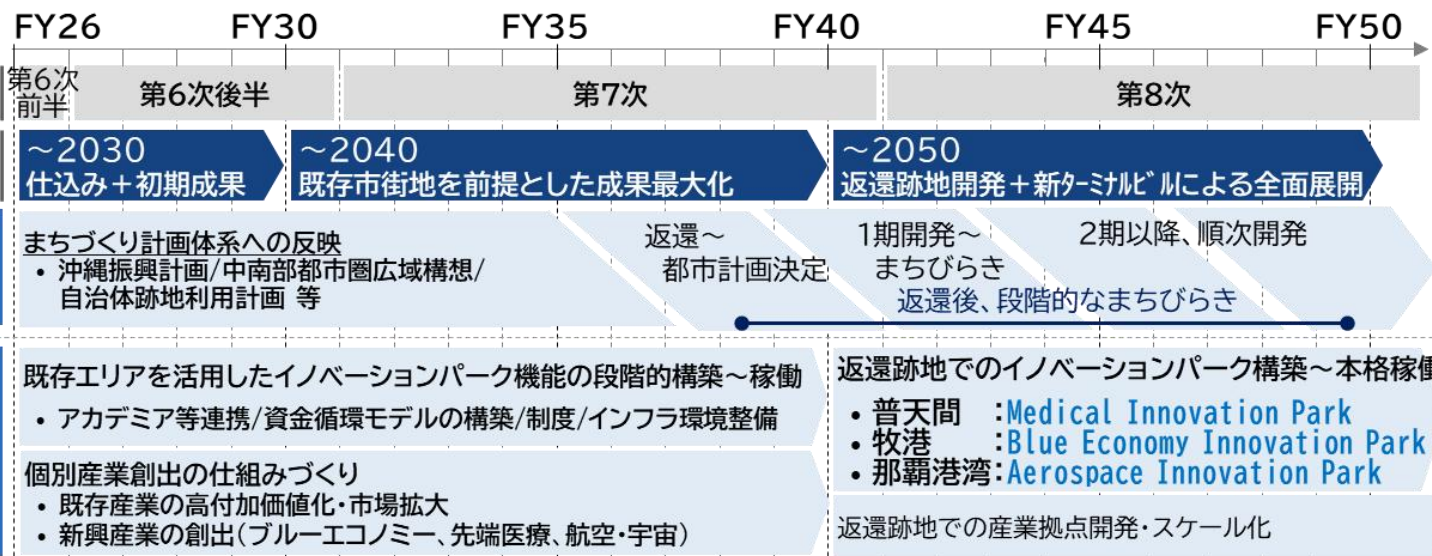 FY26 FY30 FY35 FY40 FY45 FY50
第6次
前半
第6次後半
第7次
第8次
～2030
仕込み＋初期成果
～2040
既存市街地を前提とした成果最大化
～2050
返還跡地開発＋新ﾀｰﾐﾅﾙﾋﾞﾙによる全面展開
まちづくり計画体系への反映
• 沖縄振興計画/中南部都市圏広域構想/
自治体跡地利用計画 等
返還～
都市計画決定
1期開発～
まちびらき
2期以降、順次開発
返還後、段階的なまちびらき
既存エリアを活用したイノベーションパーク機能の段階的構築～稼働
• アカデミア等連携/資金循環モデルの構築/制度/インフラ環境整備
個別産業創出の仕組みづくり
• 既存産業の高付加価値化・市場拡大
• 新興産業の創出（ブルーエコノミー、先端医療、航空・宇宙）
返還跡地でのイノベーションパーク構築～本格稼働
• 普天間 ：Medical Innovation Park
• 牧港 ：Blue Economy Innovation Park
• 那覇港湾：Aerospace Innovation Park
返還跡地での産業拠点開発・スケール化